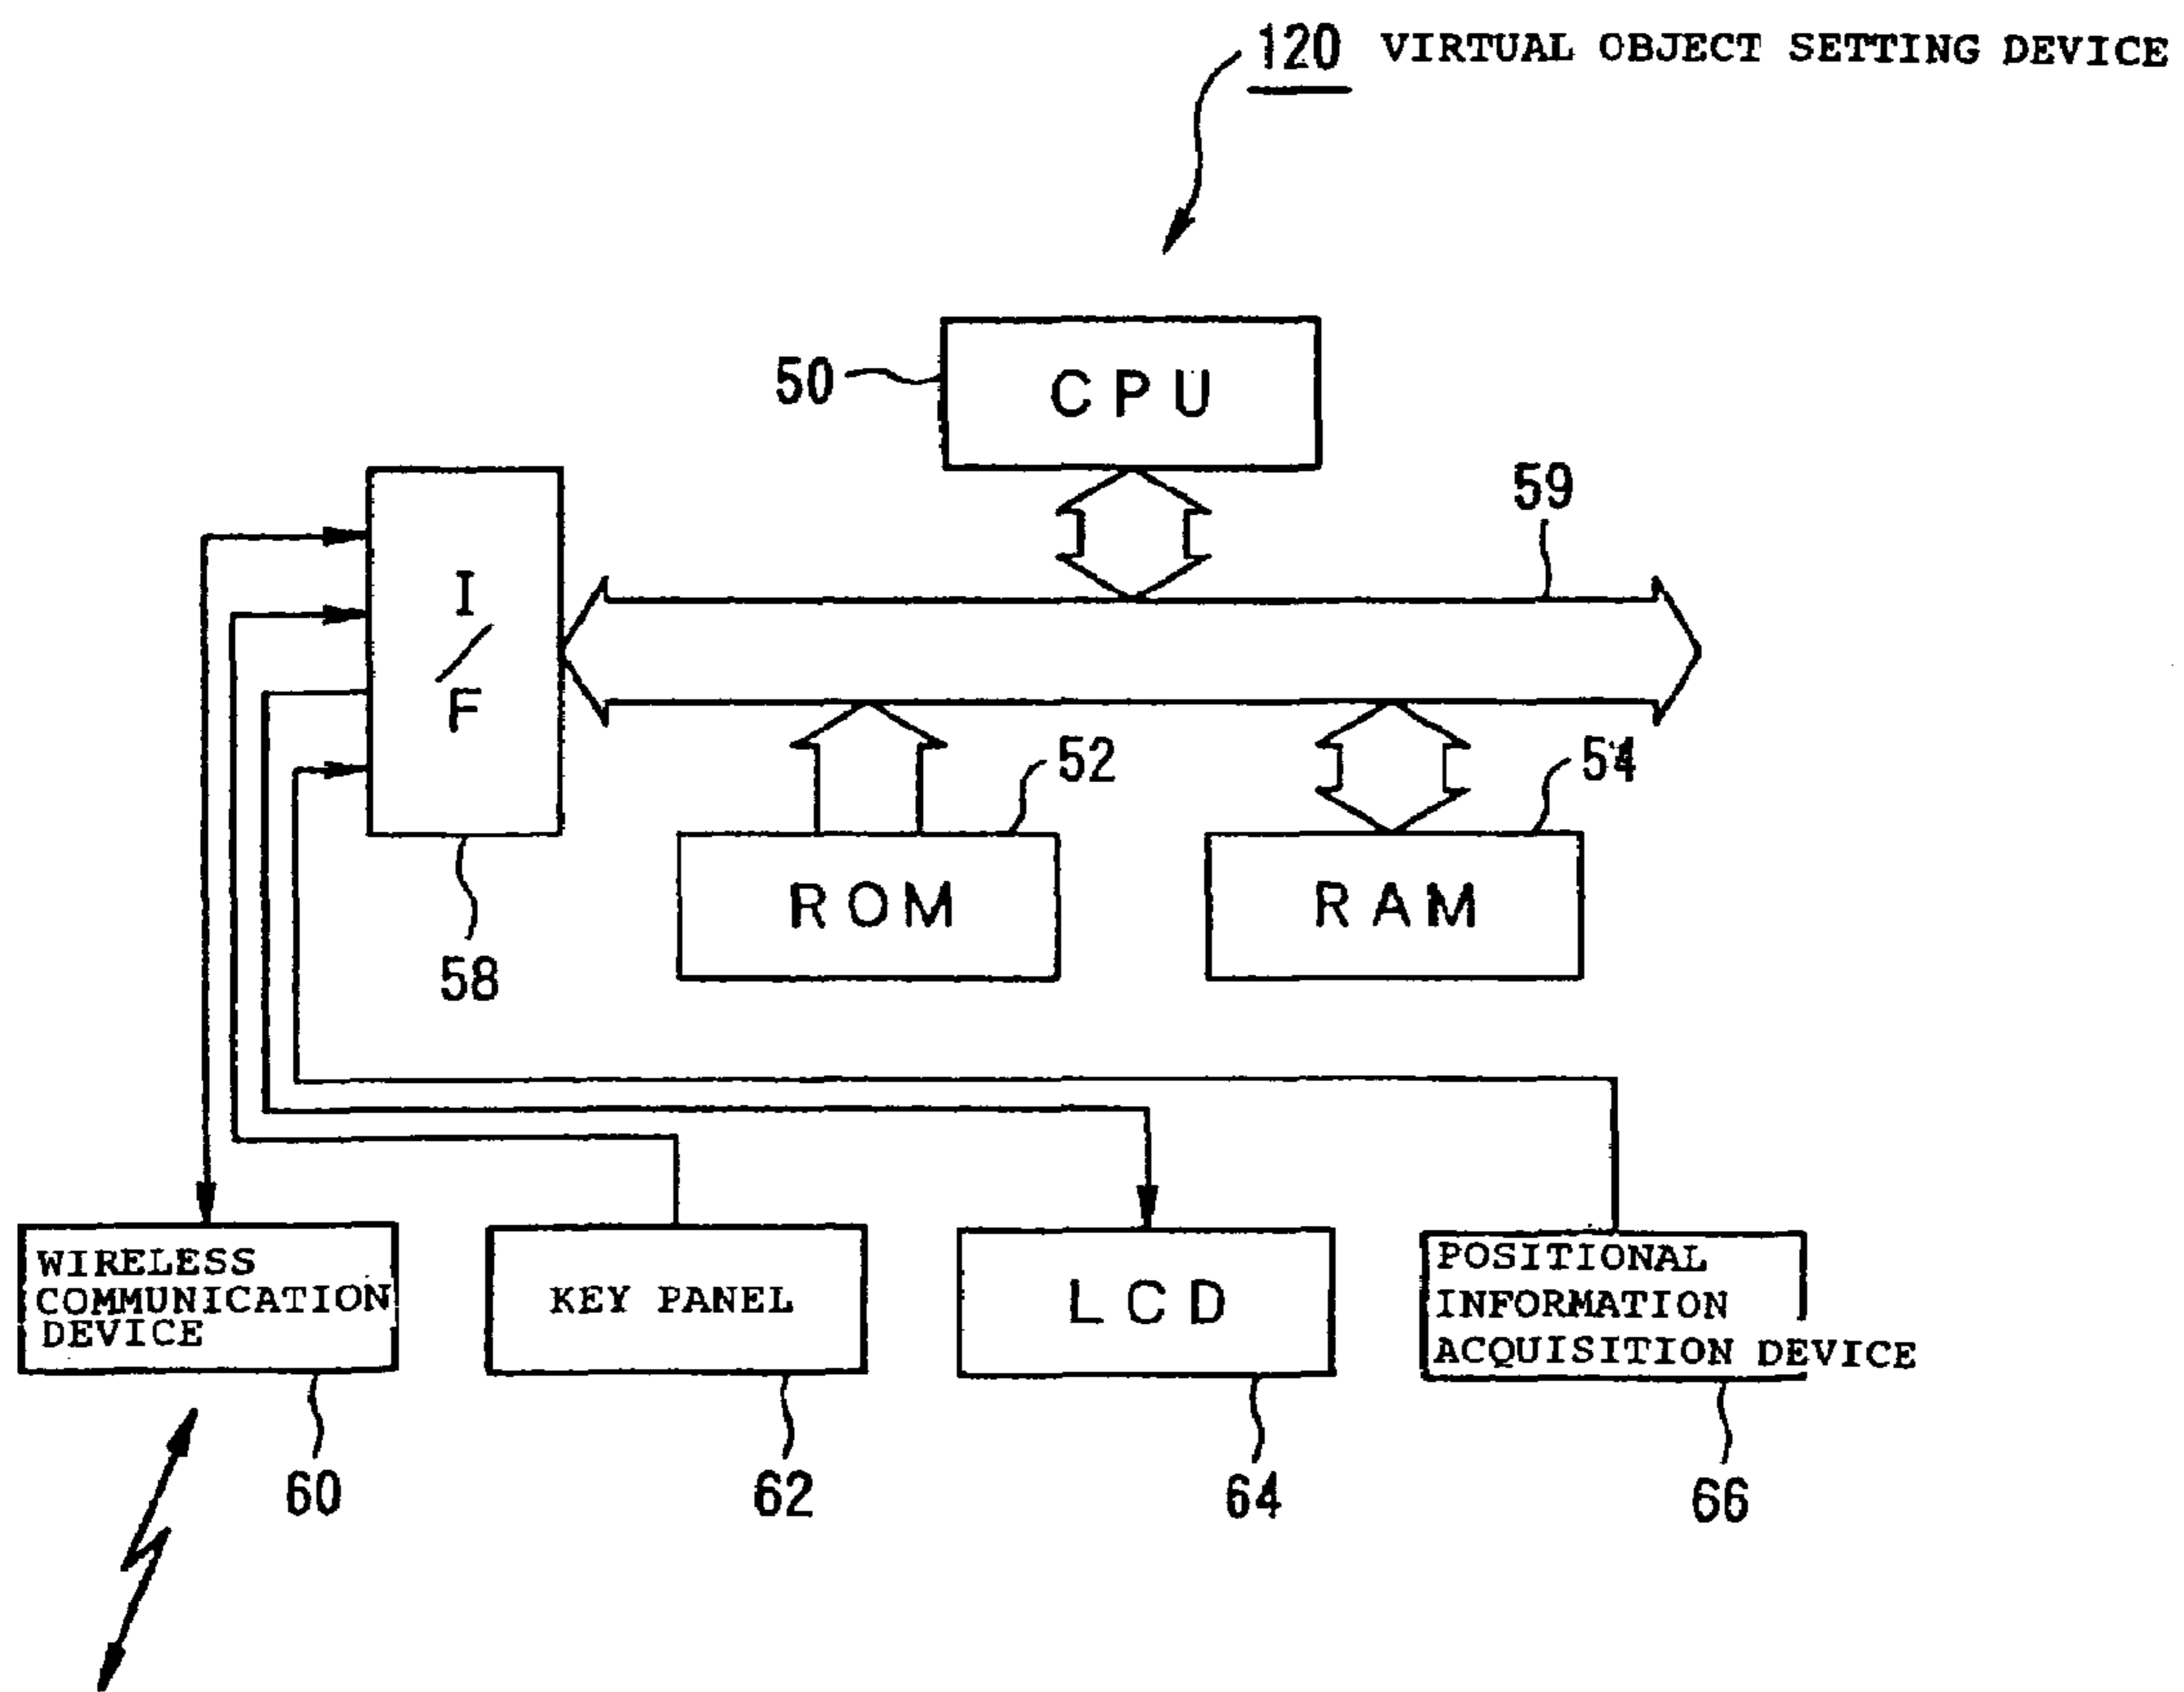 120 VIRTUAL OBJECT SETTING DEVICE
50
CPU
59
I
/
F
52
54
ROM
RAM
58
WIRELESS
COMMUNICATION
DEVICE
KEY PANEL
LCD
POSITIONAL
INFORMATION
ACQUISITION DEVICE
60
62
64
66